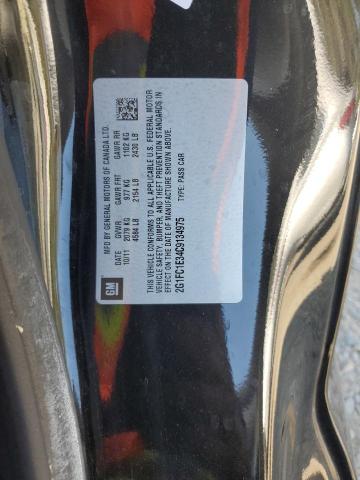 GM
MFD BY GENERAL MOTORS OF CANADA LTD.
DATE GVWR GAWR FRT GAWR RR
10/11 2079 KG 977 KG 1102 KG
4584 LB 2154 LB 2430 LB
THIS VEHICLE CONFORMS TO ALL APPLICABLE U.S. FEDERAL MOTOR
VEHICLE SAFETY, BUMPER, AND THEFT PREVENTION STANDARDS IN
EFFECT ON THE DATE OF MANUFACTURE SHOWN ABOVE.
2G1FC1E34C9134975 TYPE: PASS CAR